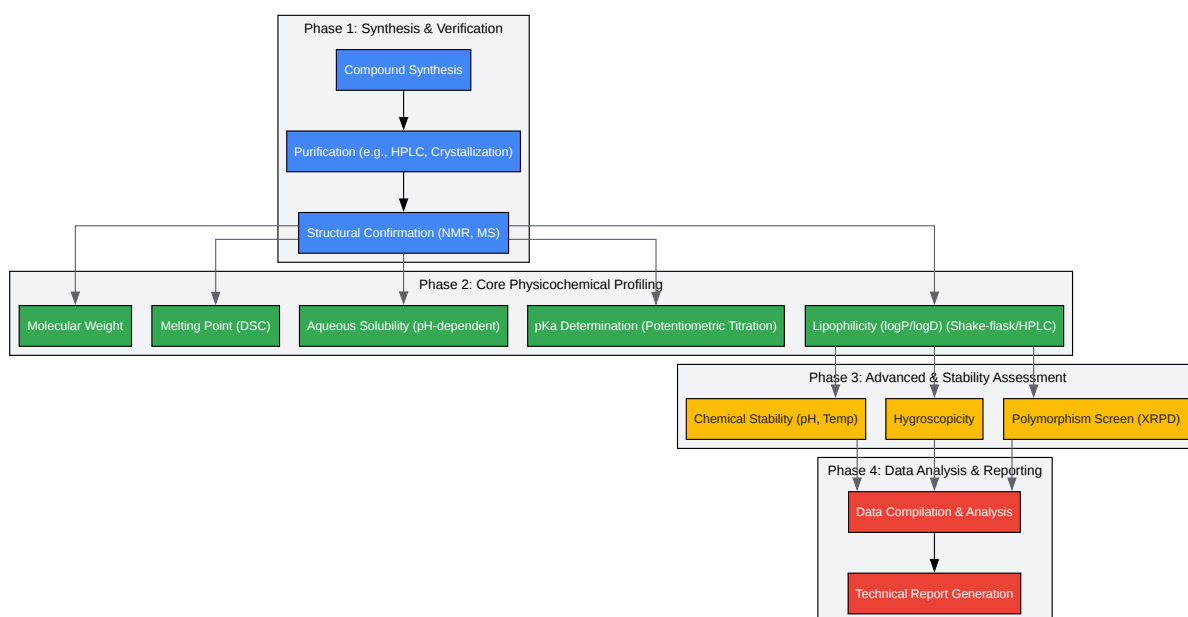 Phase 1: Synthesis & Verification
Compound Synthesis
Purification (e.g., HPLC, Crystallization)
Structural Confirmation (NMR, MS)
Phase 2: Core Physicochemical Profiling
Molecular Weight
Melting Point (DSC)
Aqueous Solubility (pH-dependent)
pKa Determination (Potentiometric Titration)
Lipophilicity (logP/logD) (Shake-flask/HPLC)
Phase 3: Advanced & Stability Assessment
Chemical Stability (pH, Temp)
Hygroscopicity
Polymorphism Screen (XRPD)
Phase 4: Data Analysis & Reporting
Data Compilation & Analysis
Technical Report Generation